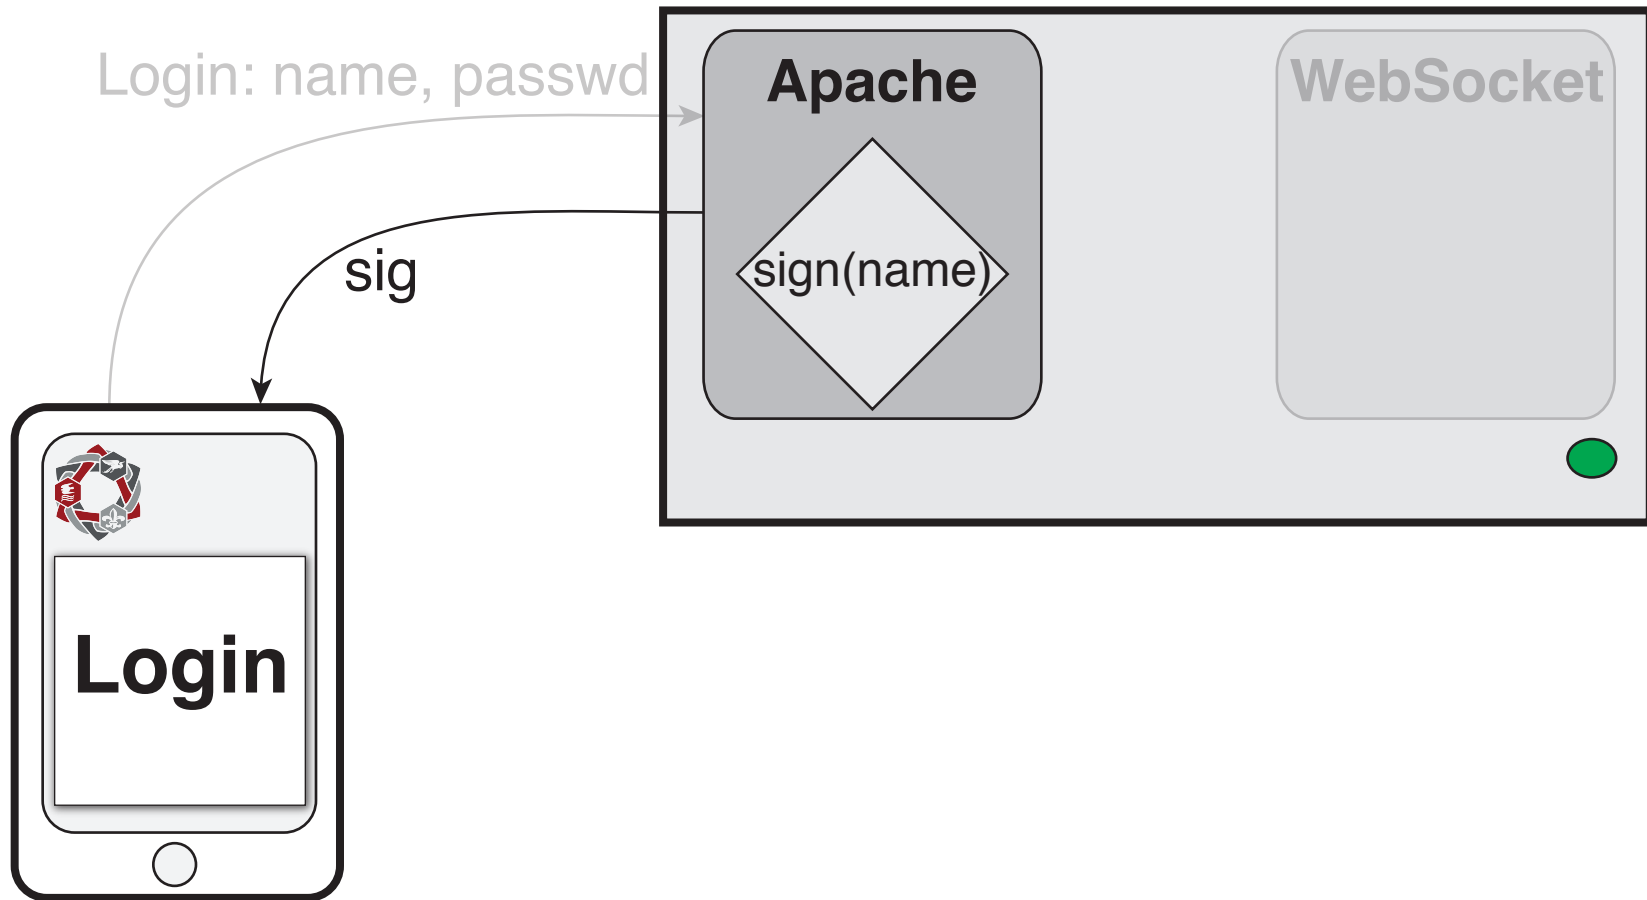 Login: name, passwd
Apache
WebSocket
sign(name)
sig
Login